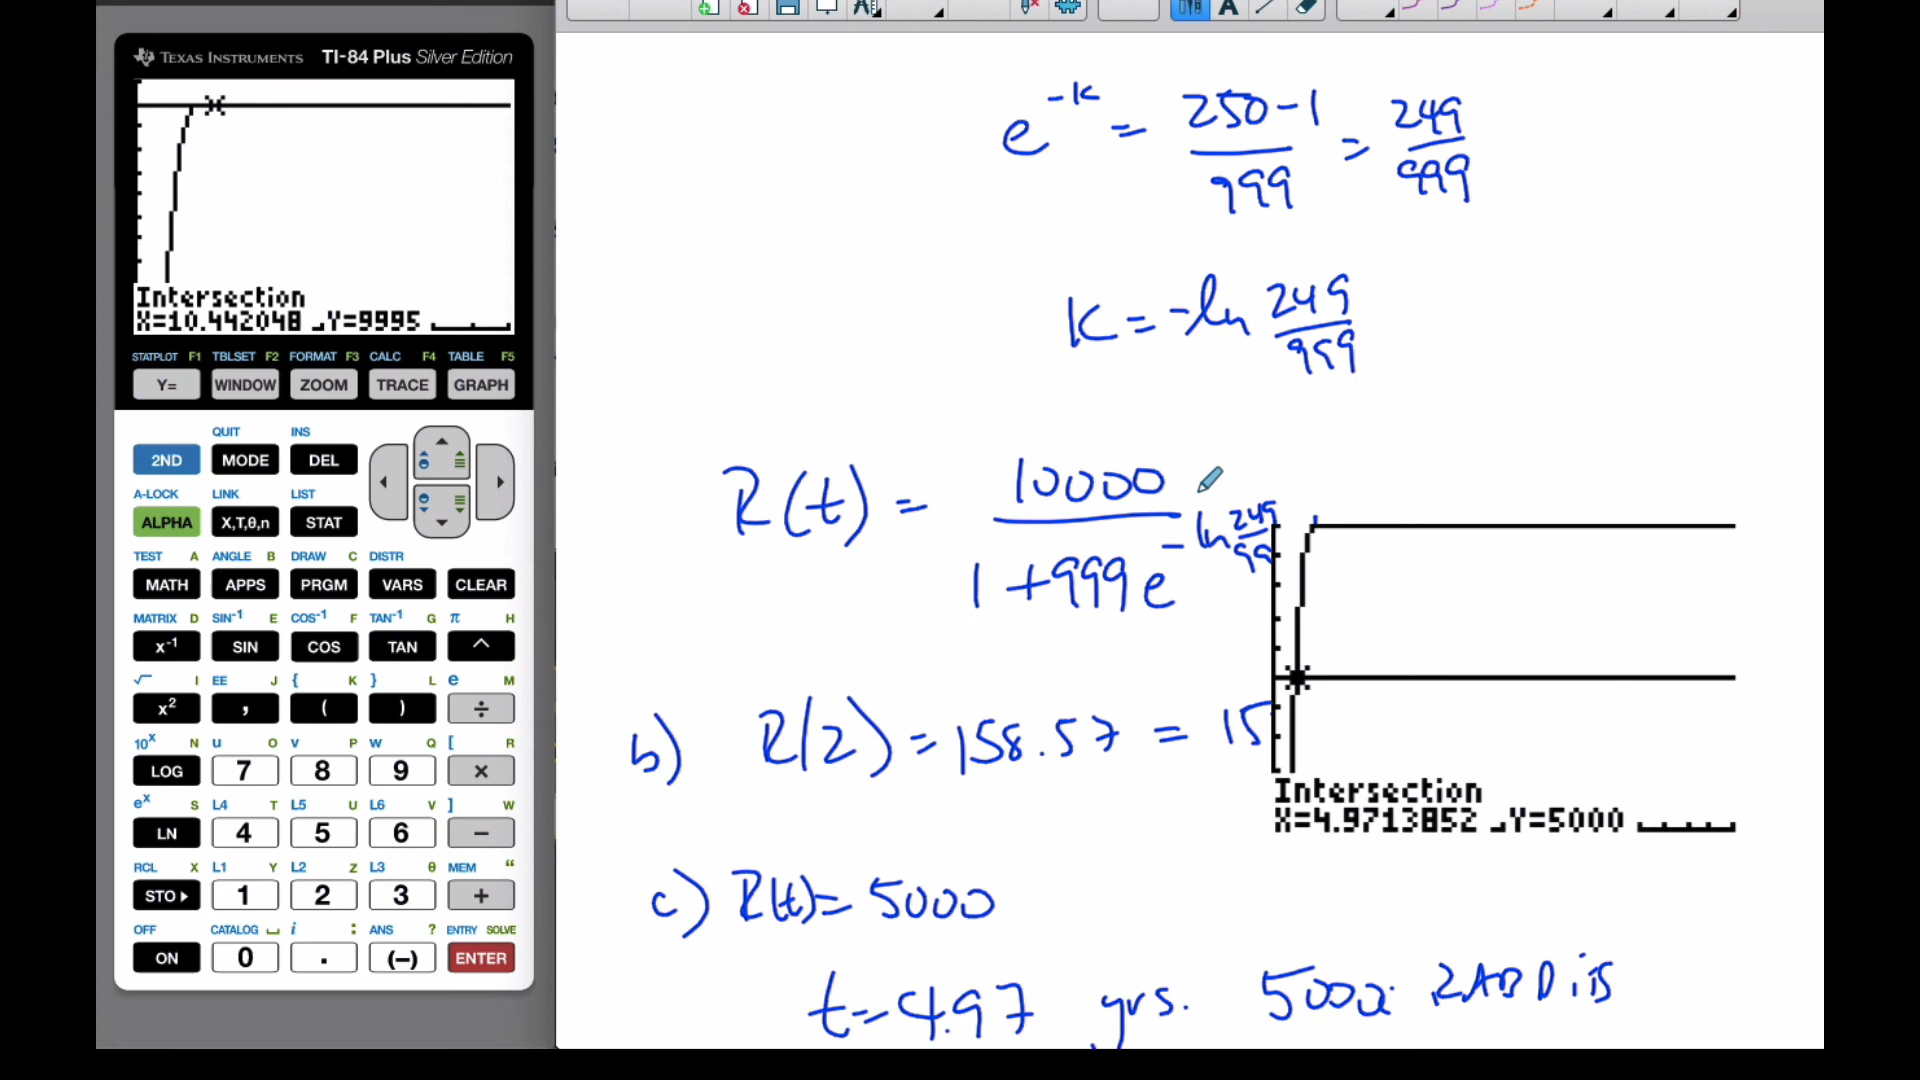 TEXAS INSTRUMENTS TI-84 Plus Silver Edition
Intersection
X=10.442048 Y=9995
STATPLOT F1 TBLSET F2 FORMAT F3 CALC F4 TABLE F5
Y= WINDOW ZOOM TRACE GRAPH
QUIT INS
2ND MODE DEL
A-LOCK LINK LIST
ALPHA X,T,θ,n STAT
TEST A ANGLE B DRAW C DISTR
MATH APPS PRGM VARS CLEAR
MATRIX D SIN⁻¹ E COS⁻¹ F TAN⁻¹ G π H
x⁻¹ SIN COS TAN ^
√ I EE J { K } L e M
x² , ( ) ÷
10ˣ N u O v P w Q [ R
LOG 7 8 9 ×
eˣ S L4 T L5 U L6 V ] W
LN 4 5 6 −
RCL X L1 Y L2 Z L3 θ MEM "
STO▶ 1 2 3 +
OFF CATALOG ␣ i : ANS ? ENTRY SOLVE
ON 0 . (−) ENTER
A
e^-k = 250-1/999 = 249/999
K = -ln 249/999
R(t) = 10000/1+999e^-ln 249/99
b) R(2) = 158.57 = 15
Intersection
X=4.9713852 Y=5000
c) R(t)= 5000
t=4.97 yrs. 5000